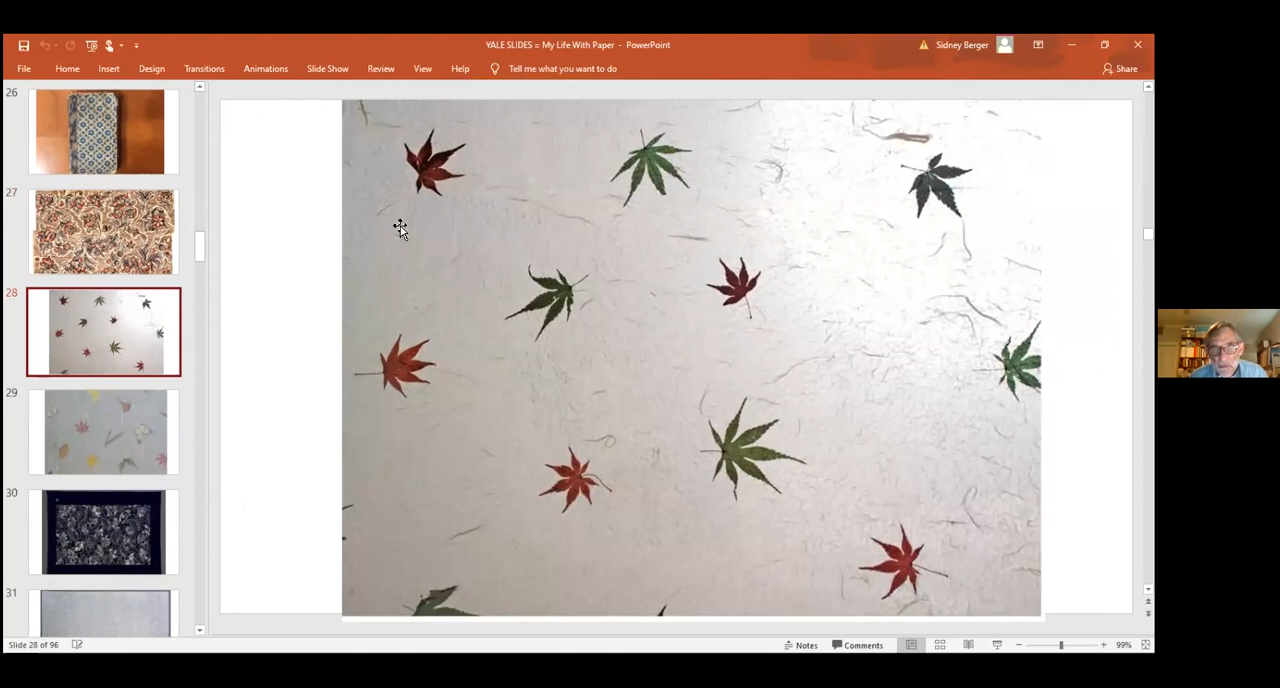 YALE SLIDES = My Life With Paper - PowerPoint
Sidney Berger
File Home Insert Design Transitions Animations Slide Show Review View Help Tell me what you want to do Share
26
27
28
29
30
31
Slide 28 of 96 Notes Comments 99%